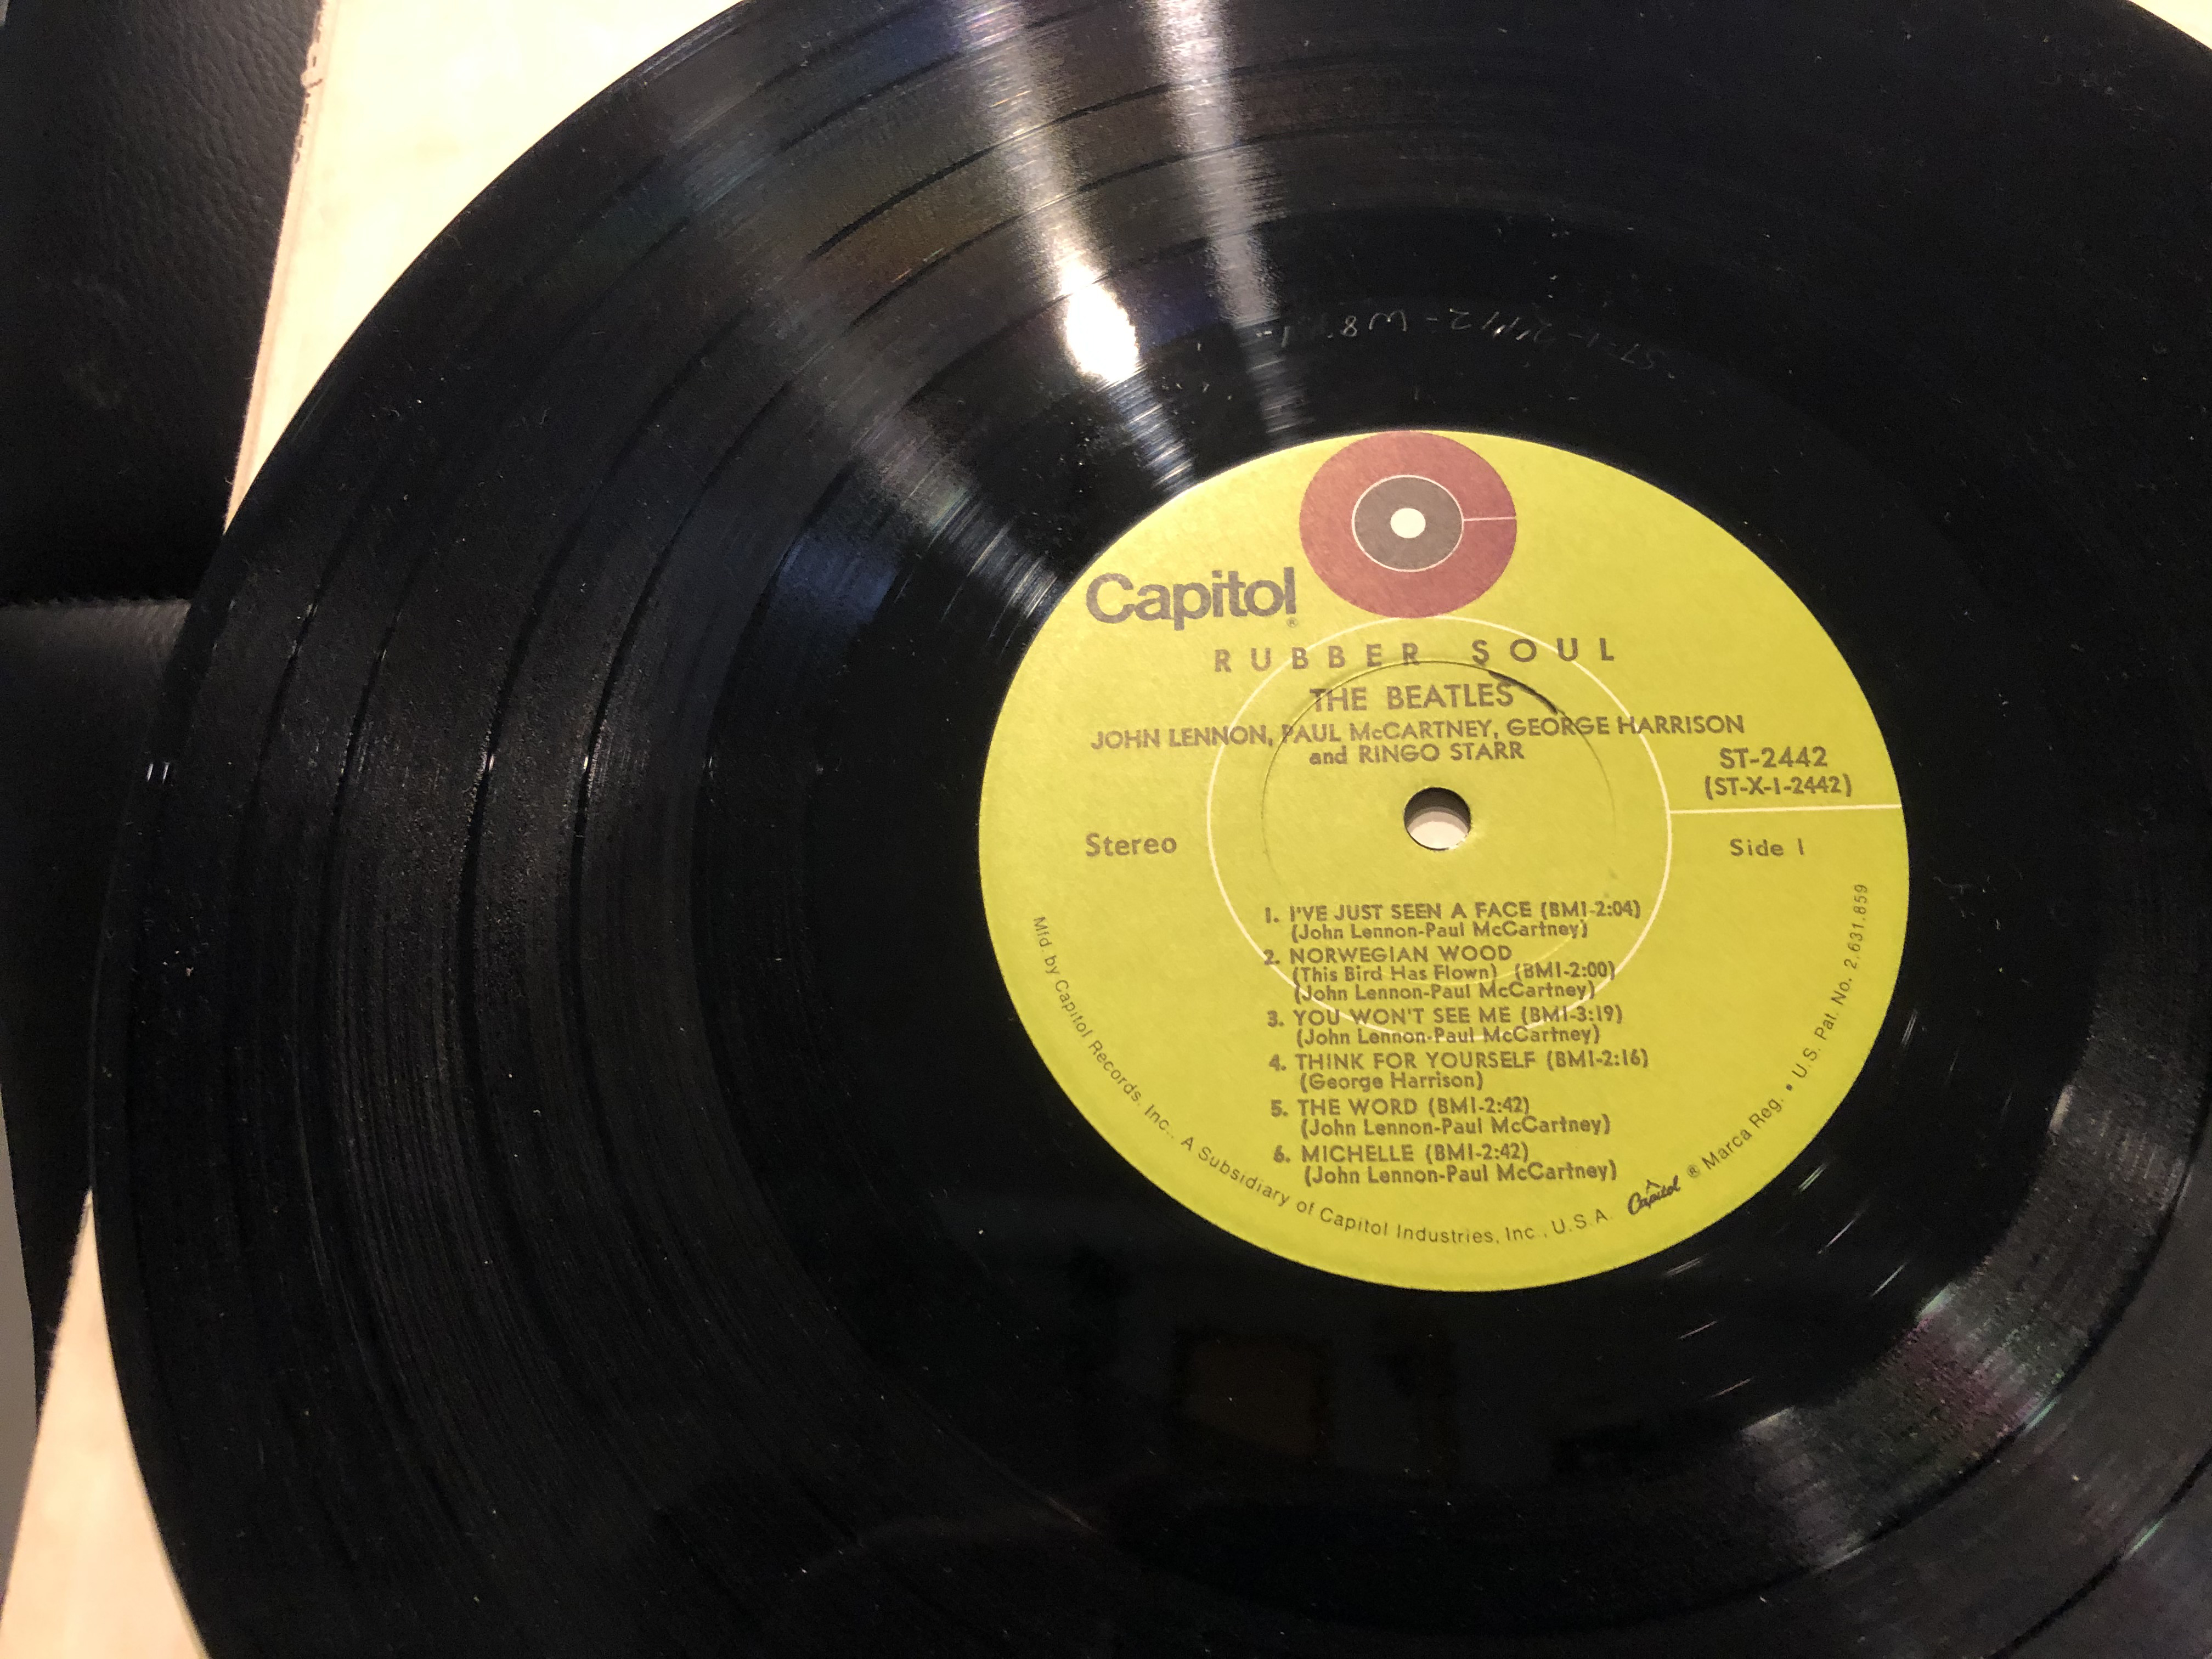 Capitol®
RUBBER SOUL
THE BEATLES
JOHN LENNON, PAUL McCARTNEY, GEORGE HARRISON
and RINGO STARR
ST-2442
(ST-X-1-2442)
Stereo
Side 1
1. I'VE JUST SEEN A FACE (BMI-2:04)
(John Lennon-Paul McCartney)
2. NORWEGIAN WOOD
(This Bird Has Flown) (BMI-2:00)
(John Lennon-Paul McCartney)
3. YOU WON'T SEE ME (BMI-3:19)
(John Lennon-Paul McCartney)
4. THINK FOR YOURSELF (BMI-2:16)
(George Harrison)
5. THE WORD (BMI-2:42)
(John Lennon-Paul McCartney)
6. MICHELLE (BMI-2:42)
(John Lennon-Paul McCartney)
Mfd by Capitol Records, Inc., A Subsidiary of Capitol Industries, Inc., U.S.A. Capitol ® Marca Reg. • U.S. Pat. No. 2,631,859